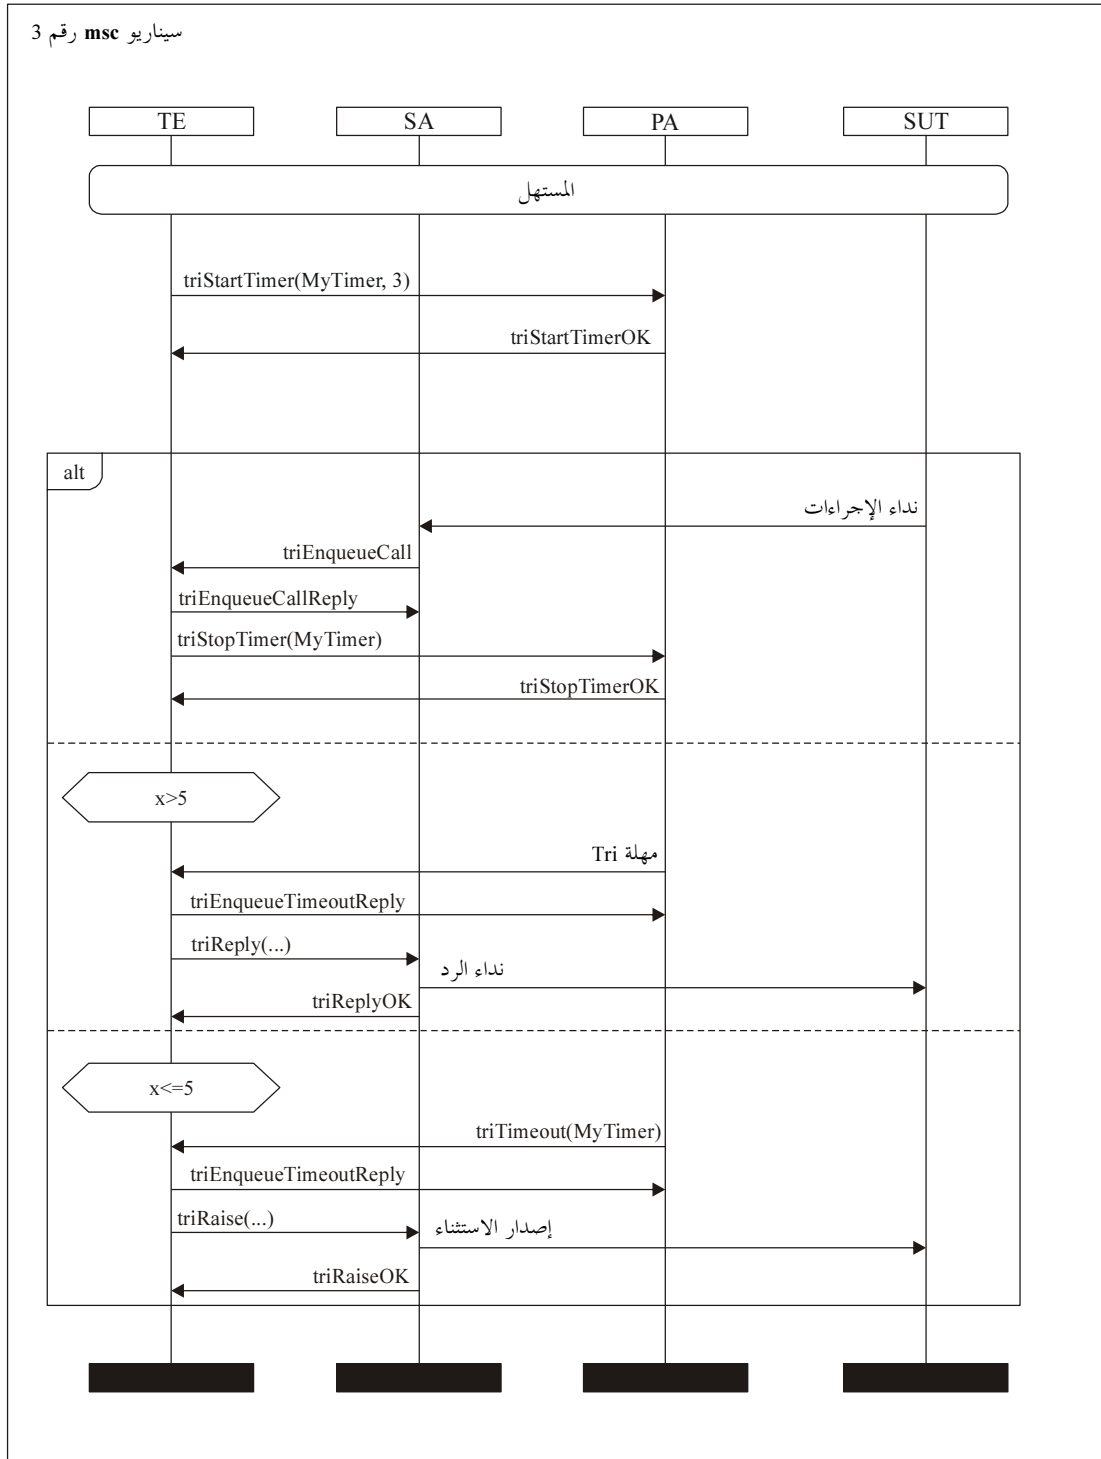 سيناريو msc رقم 3
TE SA PA SUT
المستهل
triStartTimer(MyTimer, 3)
triStartTimerOK
alt
نداء الإجراءات
triEnqueueCall
triEnqueueCallReply
triStopTimer(MyTimer)
triStopTimerOK
x>5
مهلة Tri
triEnqueueTimeoutReply
triReply(...)
نداء الرد
triReplyOK
x<=5
triTimeout(MyTimer)
triEnqueueTimeoutReply
triRaise(...)
إصدار الاستثناء
triRaiseOK